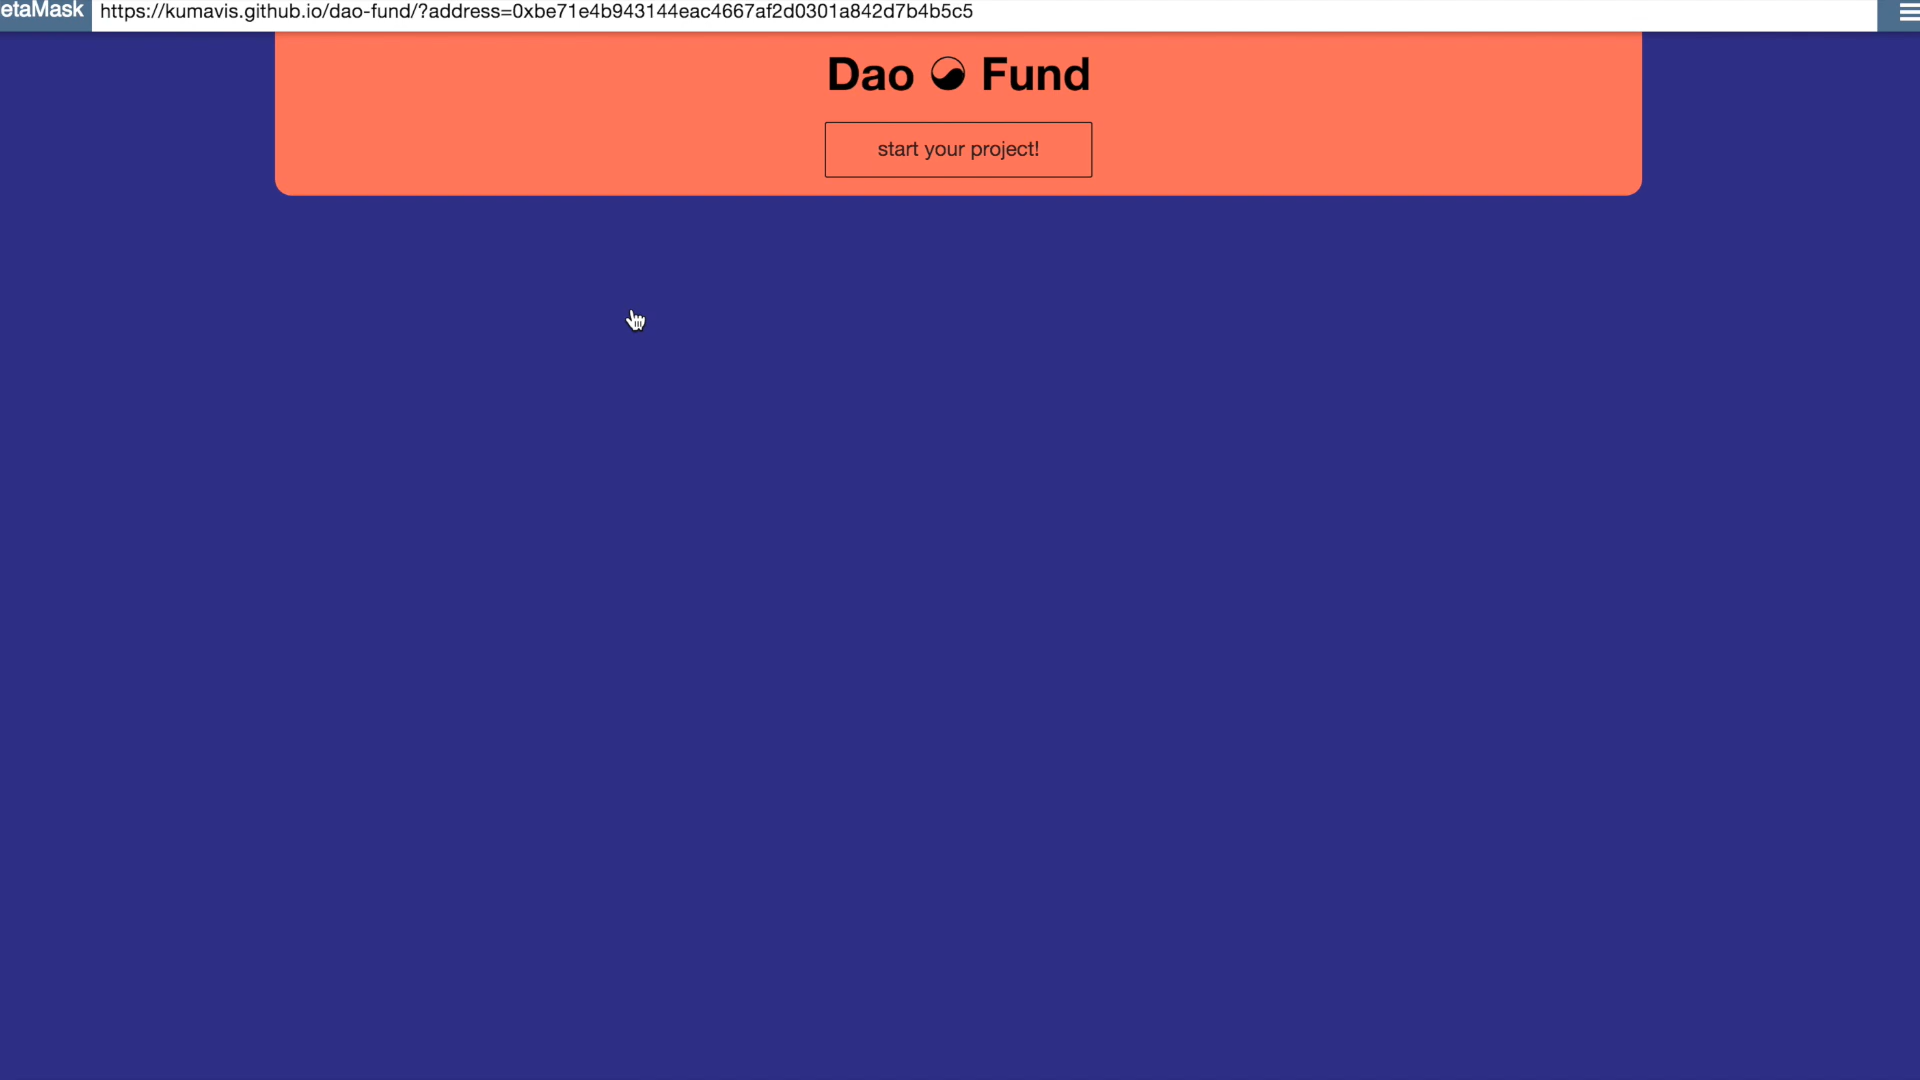 etaMask
https://kumavis.github.io/dao-fund/?address=0xbe71e4b943144eac4667af2d0301a842d7b4b5c5
Dao Fund
start your project!